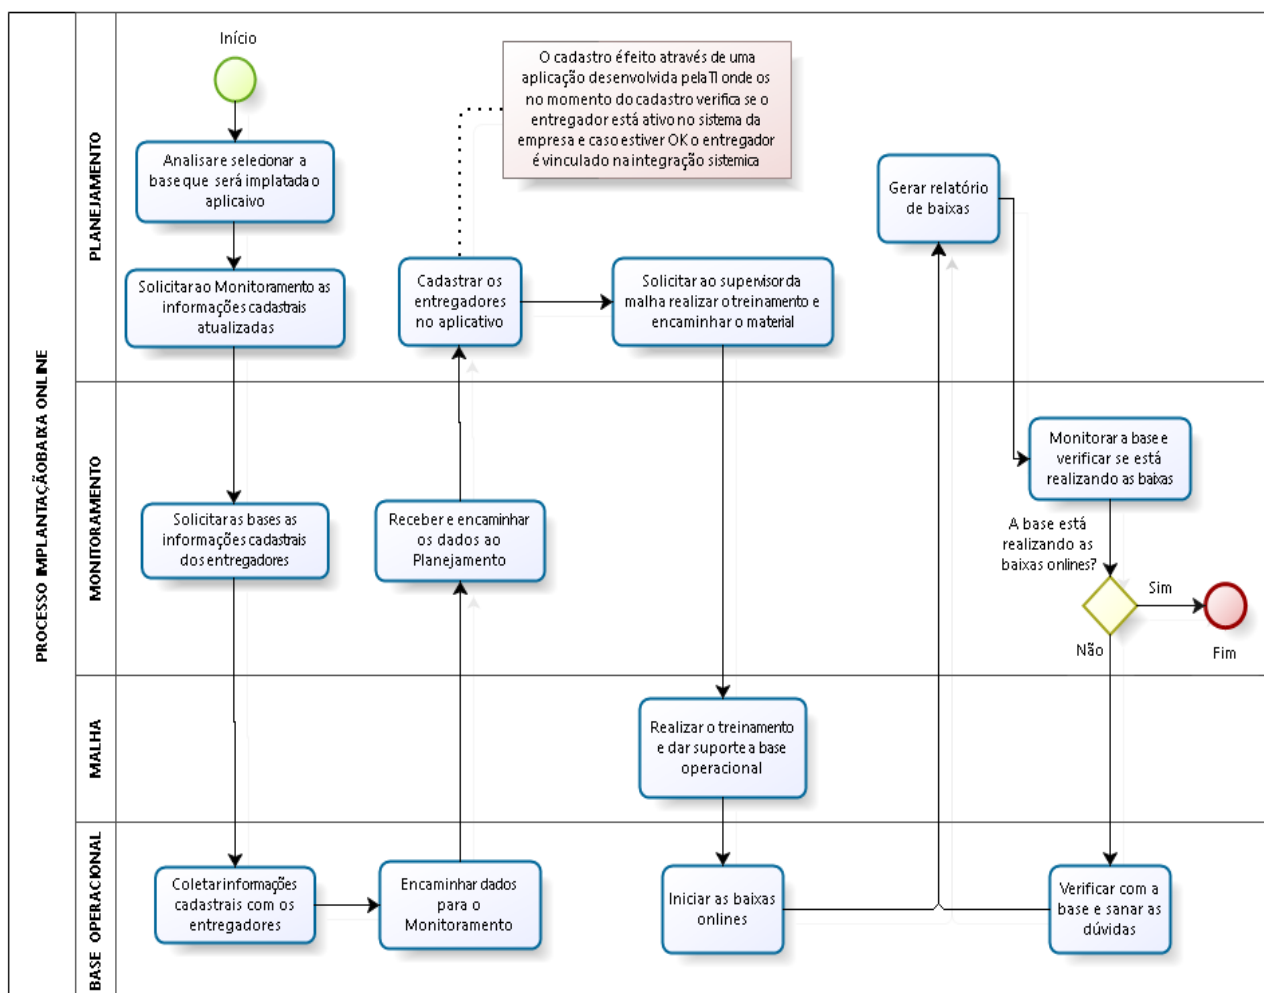 PROCESSO IMPLANTAÇÃO BAIXA ONLINE
PLANEJAMENTO
Início
Analisar e selecionar a
base que será implatada o
aplicaivo
Solicitar ao Monitoramento as
informações cadastrais
atualizadas
O cadastro é feito através de uma
aplicação desenvolvida pela TI onde os
no momento do cadastro verifica se o
entregador está ativo no sistema da
empresa e caso estiver OK o entregador
é vinculado na integração sistemica
Cadastrar os
entregadores
no aplicativo
Solicitar ao supervisor da
malha realizar o treinamento e
encaminhar o material
Gerar relatório
de baixas
MONITORAMENTO
Solicitar as bases as
informações cadastrais
dos entregadores
Receber e encaminhar
os dados ao
Planejamento
Monitorar a base e
verificar se está
realizando as baixas
A base está
realizando as
baixas onlines?
Sim
Não
Fim
MALHA
Realizar o treinamento
e dar suporte a base
operacional
BASE OPERACIONAL
Coletar informações
cadastrais com os
entregadores
Encaminhar dados
para o
Monitoramento
Iniciar as baixas
onlines
Verificar com a
base e sanar as
dúvidas